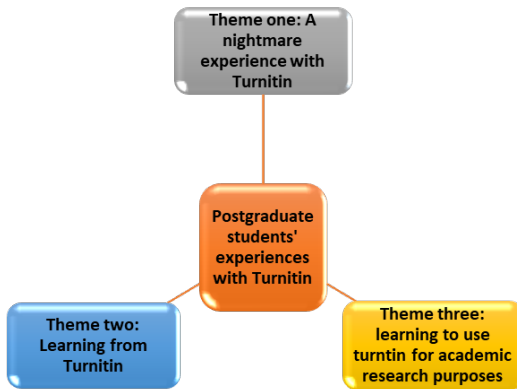 Theme one: A
nightmare
experience with
Turnitin
Postgraduate
students'
experiences
with Turnitin
Theme two:
Learning from
Turnitin
Theme three:
learning to use
turntin for academic
research purposes